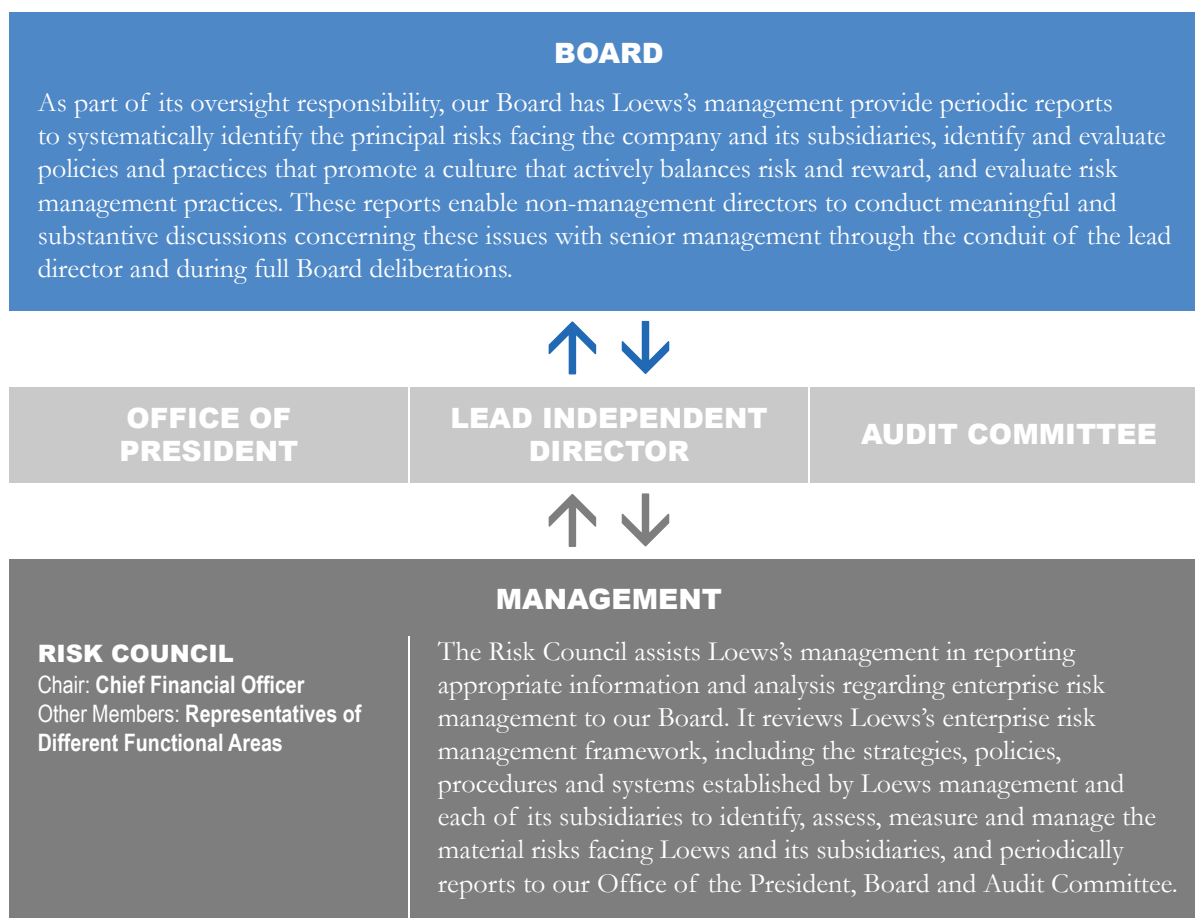 BOARD
As part of its oversight responsibility, our Board has Loews’s management provide periodic reports
to systematically identify the principal risks facing the company and its subsidiaries, identify and evaluate
policies and practices that promote a culture that actively balances risk and reward, and evaluate risk
management practices. These reports enable non-management directors to conduct meaningful and
substantive discussions concerning these issues with senior management through the conduit of the lead
director and during full Board deliberations.
OFFICE OF
PRESIDENT
LEAD INDEPENDENT
DIRECTOR
AUDIT COMMITTEE
MANAGEMENT
RISK COUNCIL
Chair: Chief Financial Officer
Other Members: Representatives of
Different Functional Areas
The Risk Council assists Loews’s management in reporting
appropriate information and analysis regarding enterprise risk
management to our Board. It reviews Loews’s enterprise risk
management framework, including the strategies, policies,
procedures and systems established by Loews management and
each of its subsidiaries to identify, assess, measure and manage the
material risks facing Loews and its subsidiaries, and periodically
reports to our Office of the President, Board and Audit Committee.